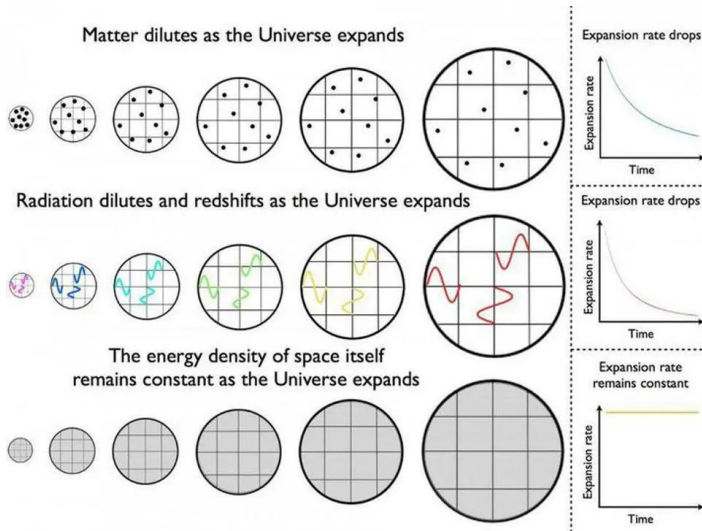 Matter dilutes as the Universe expands
Expansion rate drops
Expansion rate
Time
Radiation dilutes and redshifts as the Universe expands
Expansion rate drops
Expansion rate
Time
The energy density of space itself
remains constant as the Universe expands
Expansion rate
remains constant
Expansion rate
Time